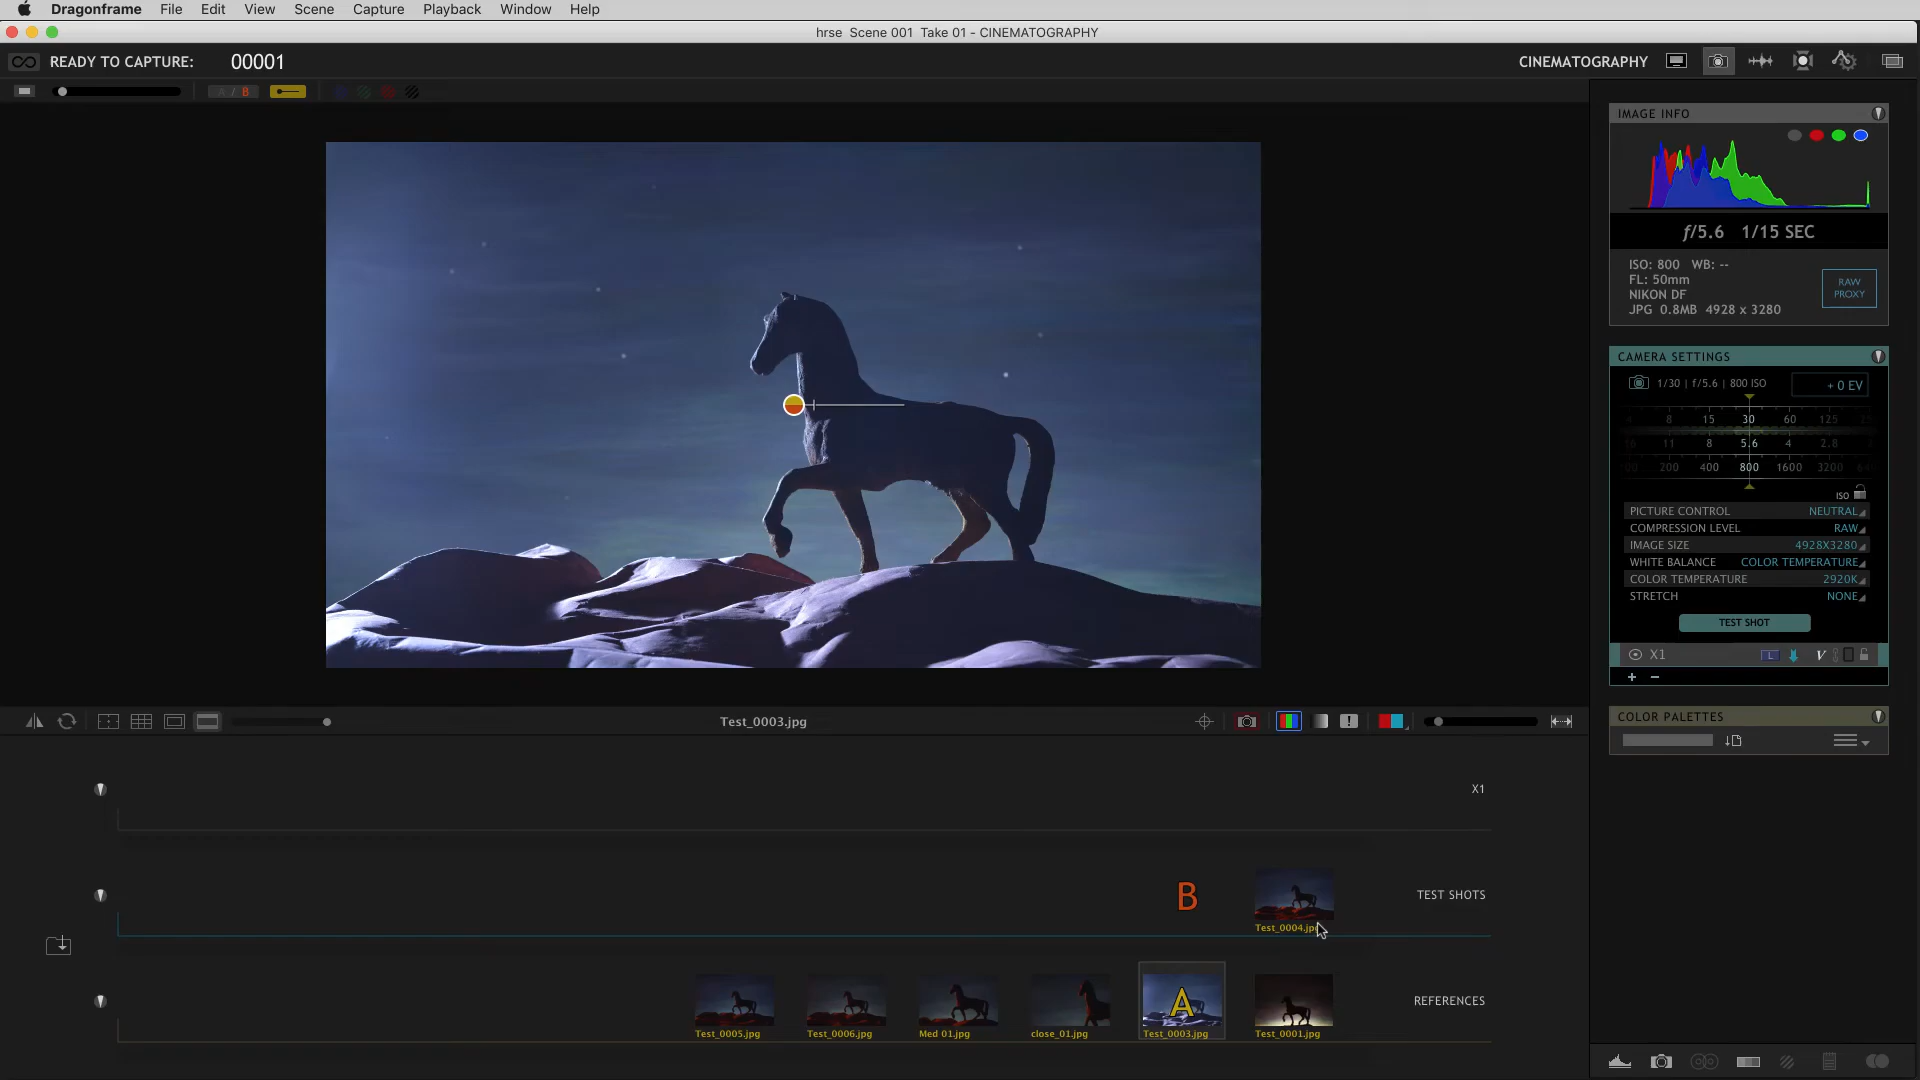 Dragonframe File Edit View Scene Capture Playback Window Help
hrse Scene 001 Take 01 - CINEMATOGRAPHY
READY TO CAPTURE: 00001
CINEMATOGRAPHY
A / B
IMAGE INFO
f/5.6 1/15 SEC
ISO: 800 WB: --
FL: 50mm
NIKON DF
JPG 0.8MB 4928 x 3280
RAW
PROXY
CAMERA SETTINGS
1/30 | f/5.6 | 800 ISO
+ 0 EV
8 15 30 60 125
11 8 5.6 4 2.8
200 400 800 1600 3200
ISO
PICTURE CONTROL NEUTRAL
COMPRESSION LEVEL RAW
IMAGE SIZE 4928X3280
WHITE BALANCE COLOR TEMPERATURE
COLOR TEMPERATURE 2920K
STRETCH NONE
TEST SHOT
X1 L V
+ -
COLOR PALETTES
Test_0003.jpg
X1
B
TEST SHOTS
Test_0004.jpg
A
REFERENCES
Test_0005.jpg Test_0006.jpg Med 01.jpg close_01.jpg Test_0003.jpg Test_0001.jpg